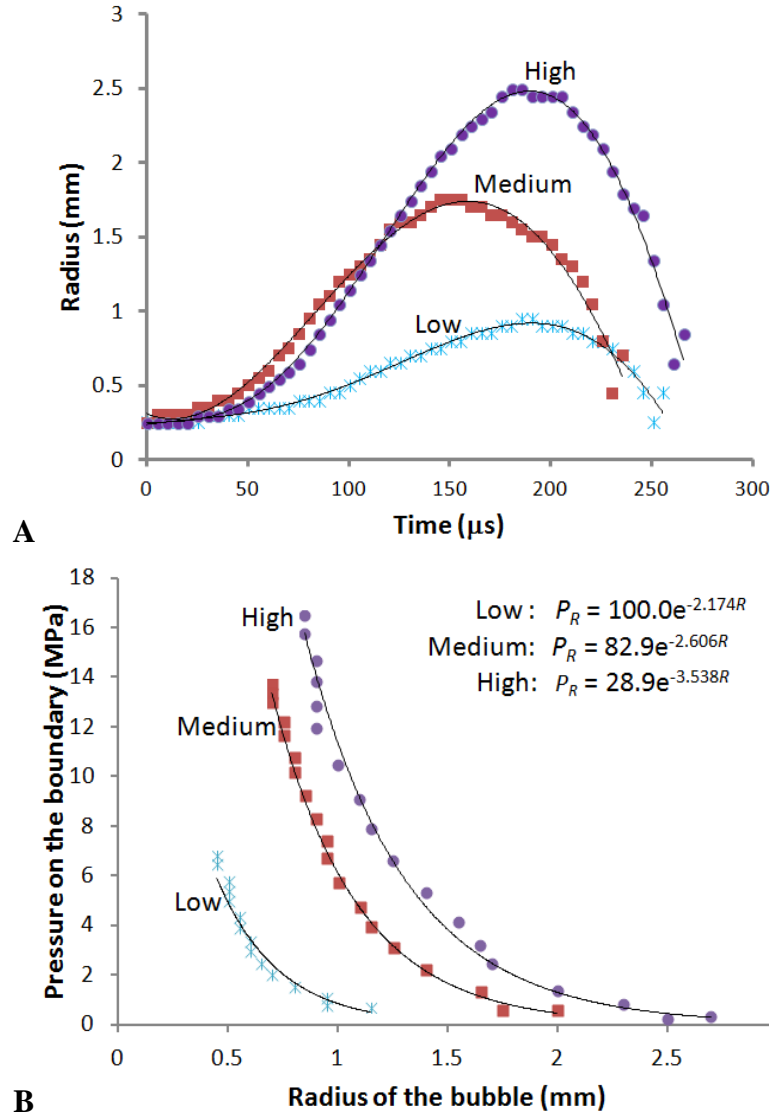 3
2.5
2
1.5
1
0.5
0
Radius (mm)
High
Medium
Low
0 50 100 150 200 250 300
Time (μs)
A
18
16
14
12
10
8
6
4
2
0
Pressure on the boundary (MPa)
High
Medium
Low
Low : P_R = 100.0e^-2.174R
Medium: P_R = 82.9e^-2.606R
High: P_R = 28.9e^-3.538R
0 0.5 1 1.5 2 2.5
Radius of the bubble (mm)
B